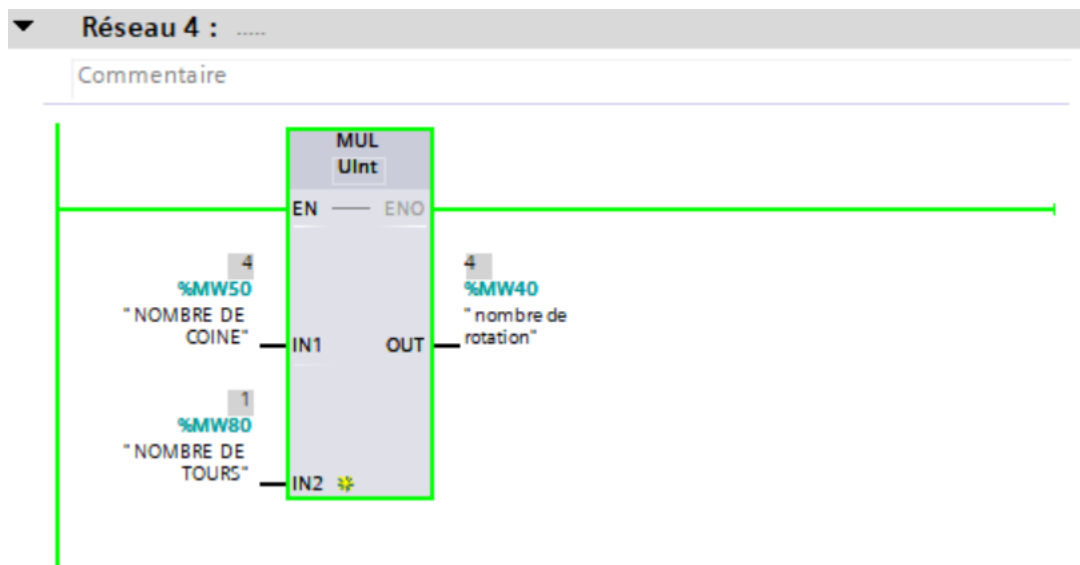 Réseau 4 : .....
Commentaire
MUL
UInt
EN ENO
4
%MW50
"NOMBRE DE
COINE"
IN1
OUT
4
%MW40
"nombre de
rotation"
1
%MW80
"NOMBRE DE
TOURS"
IN2